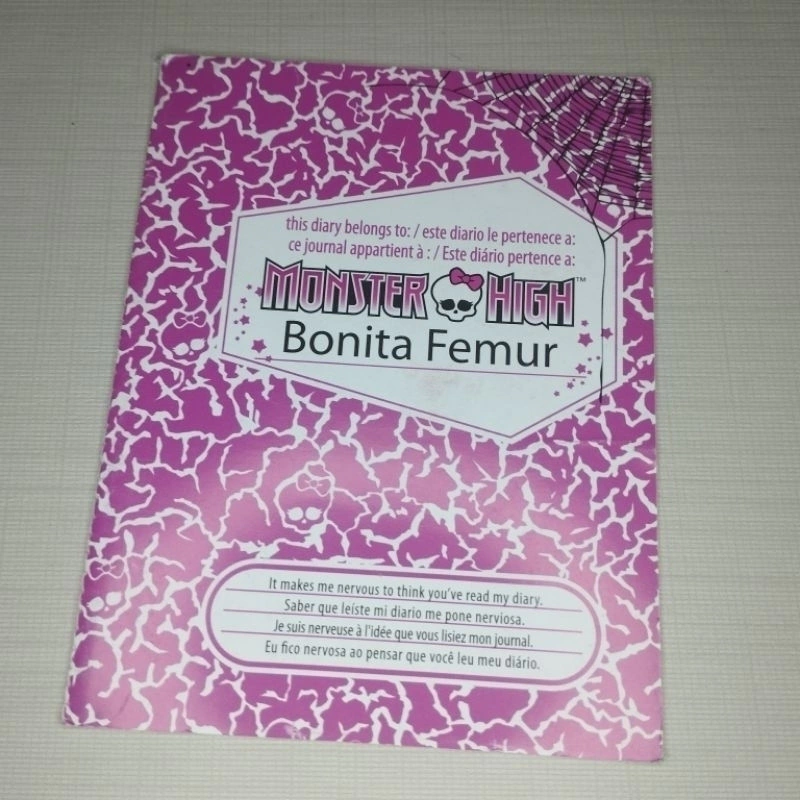 this diary belongs to: / este diario le pertenece a:
ce journal appartient à : / Este diário pertence a:
MONSTER HIGH™
Bonita Femur
It makes me nervous to think you've read my diary.
Saber que leíste mi diario me pone nerviosa.
Je suis nerveuse à l'idée que vous lisiez mon journal.
Eu fico nervosa ao pensar que você leu meu diário.